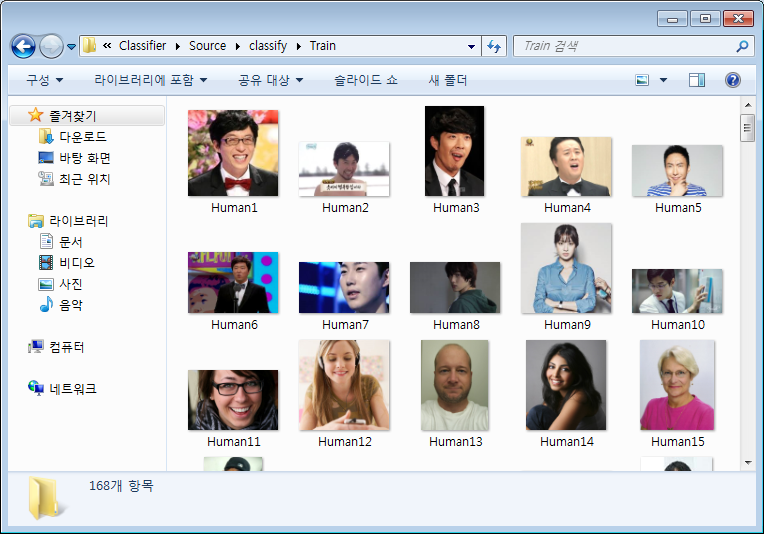 « Classifier ▸ Source ▸ classify ▸ Train
Train 검색
구성 라이브러리에 포함 공유 대상 슬라이드 쇼 새 폴더
즐겨찾기
다운로드
바탕 화면
최근 위치
라이브러리
문서
비디오
사진
음악
컴퓨터
네트워크
Human1 Human2 Human3 Human4 Human5
Human6 Human7 Human8 Human9 Human10
Human11 Human12 Human13 Human14 Human15
168개 항목